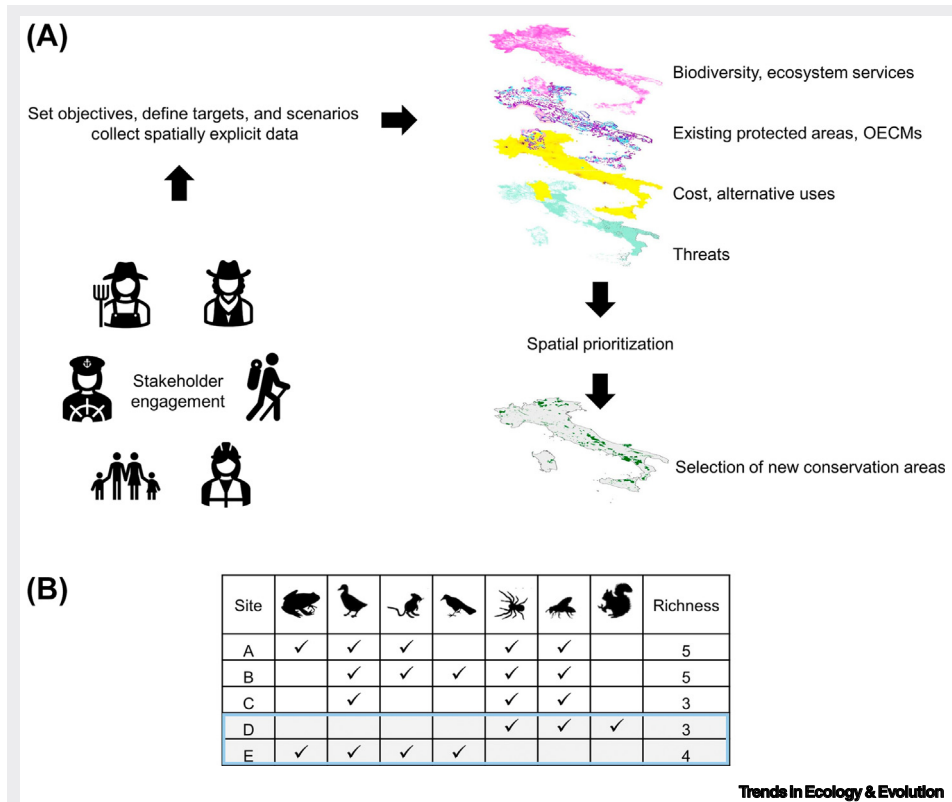 (A)
Set objectives, define targets, and scenarios
collect spatially explicit data
Biodiversity, ecosystem services
Existing protected areas, OECMs
Cost, alternative uses
Threats
Stakeholder
engagement
Spatial prioritization
Selection of new conservation areas
(B)
Site Richness
A ✓ ✓ ✓ ✓ ✓ 5
B ✓ ✓ ✓ ✓ ✓ 5
C ✓ ✓ ✓ 3
D ✓ ✓ ✓ 3
E ✓ ✓ ✓ ✓ 4
Trends in Ecology & Evolution